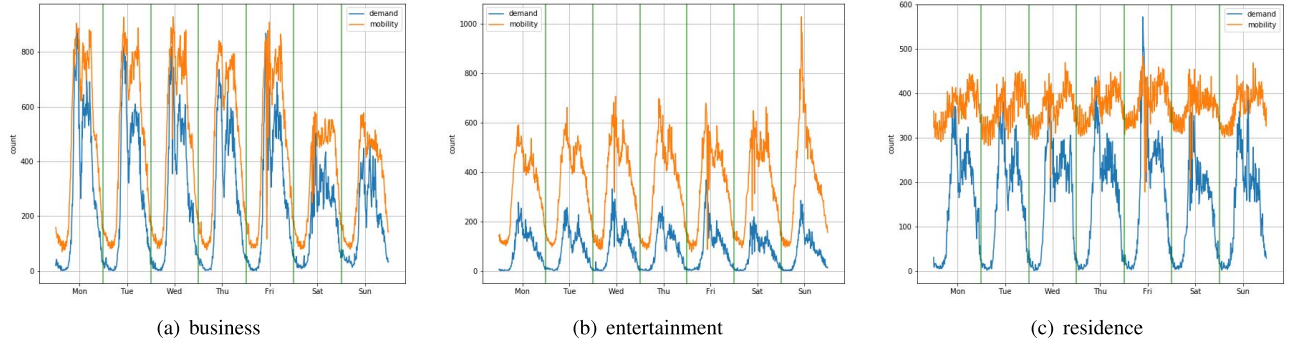 demand
mobility
count
800
600
400
200
0
Mon Tue Wed Thu Fri Sat Sun
(a) business
demand
mobility
count
1000
800
600
400
200
0
Mon Tue Wed Thu Fri Sat Sun
(b) entertainment
demand
mobility
count
600
500
400
300
200
100
0
Mon Tue Wed Thu Fri Sat Sun
(c) residence